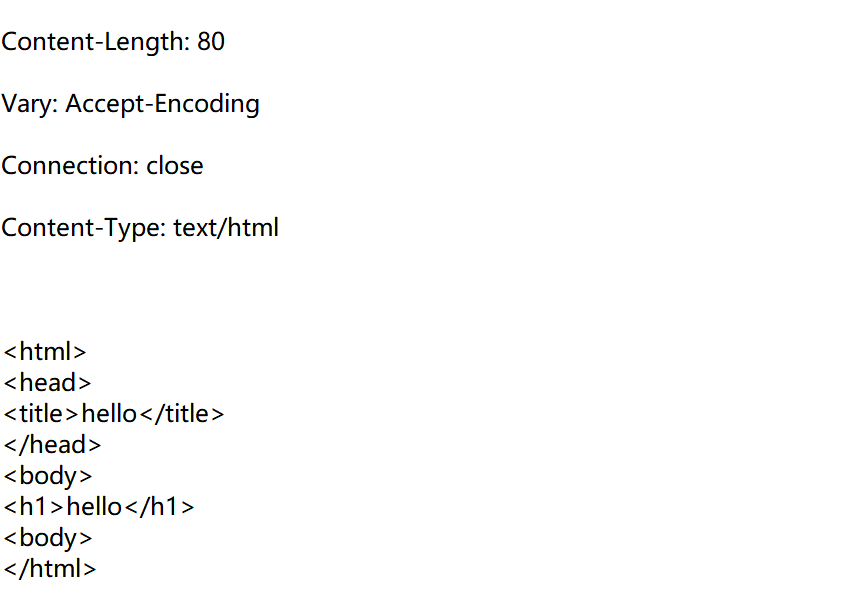 Content-Length: 80
Vary: Accept-Encoding
Connection: close
Content-Type: text/html
<html>
<head>
<title>hello</title>
</head>
<body>
<h1>hello</h1>
<body>
</html>